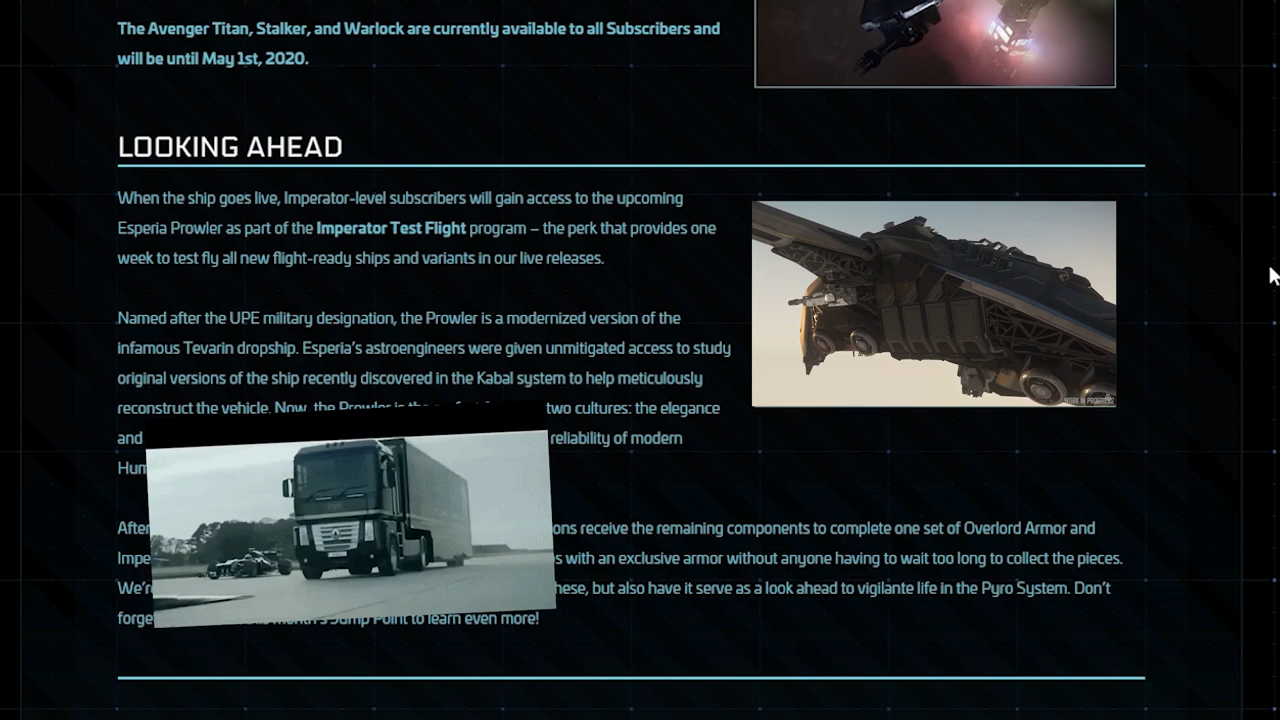 The Avenger Titan, Stalker, and Warlock are currently available to all Subscribers and
will be until May 1st, 2020.
LOOKING AHEAD
When the ship goes live, Imperator-level subscribers will gain access to the upcoming
Esperia Prowler as part of the Imperator Test Flight program – the perk that provides one
week to test fly all new flight-ready ships and variants in our live releases.
Named after the UPE military designation, the Prowler is a modernized version of the
infamous Tevarin dropship. Esperia's astroengineers were given unmitigated access to study
original versions of the ship recently discovered in the Kabal system to help meticulously
reconstruct the vehicle. Now, the Prowler is the two cultures: the elegance
and reliability of modern
After receive the remaining components to complete one set of Overlord Armor and
with an exclusive armor without anyone having to wait too long to collect the pieces.
We're these, but also have it serve as a look ahead to vigilante life in the Pyro System. Don't
month's Jump Point to learn even more!
WORK IN PROGRESS